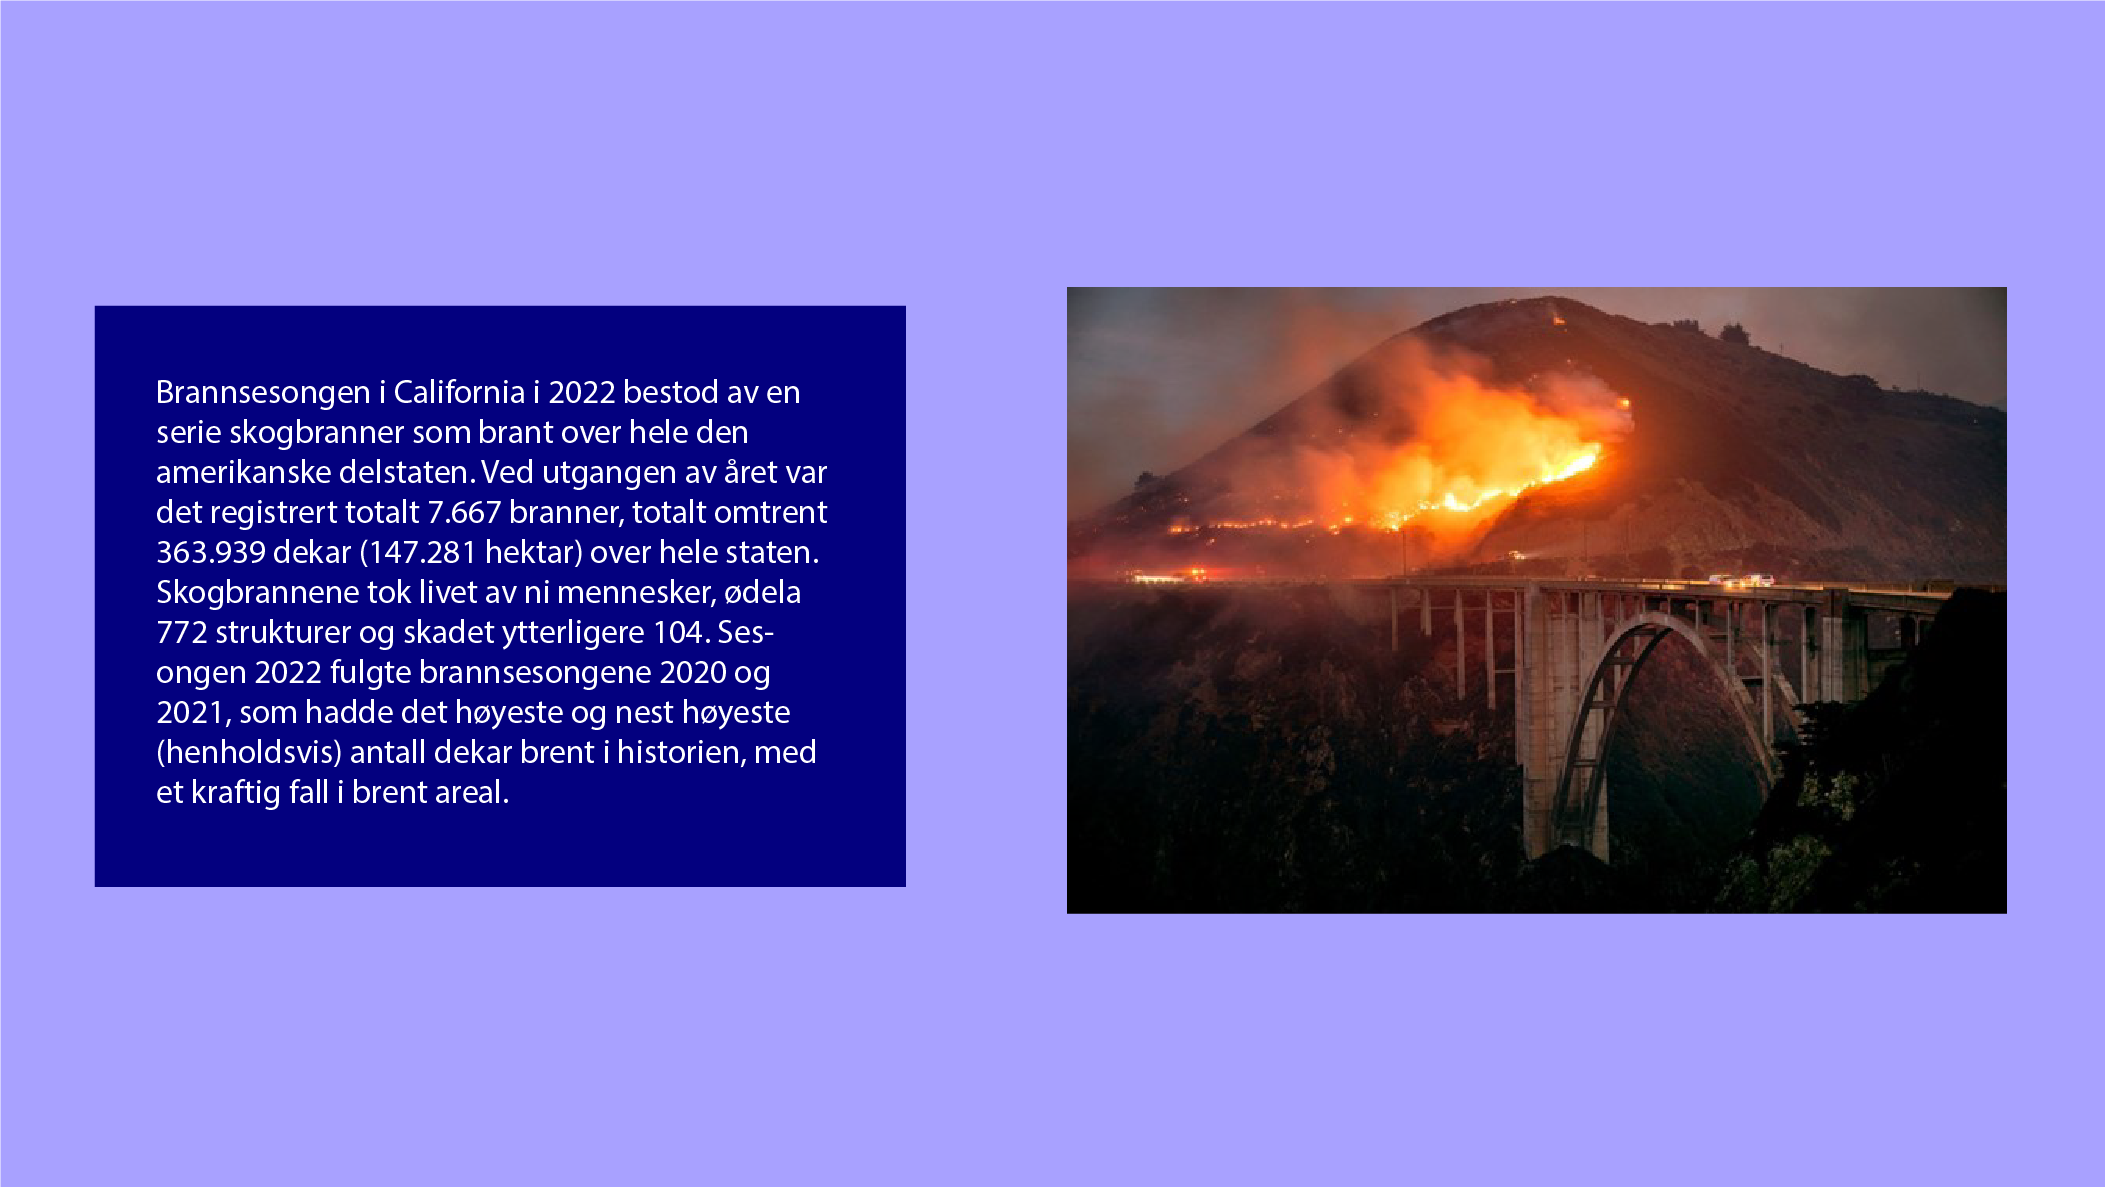 Brannsesongen i California i 2022 bestod av en
serie skogbranner som brant over hele den
amerikanske delstaten. Ved utgangen av året var
det registrert totalt 7.667 branner, totalt omtrent
363.939 dekar (147.281 hektar) over hele staten.
Skogbrannene tok livet av ni mennesker, ødela
772 strukturer og skadet ytterligere 104. Ses-
ongen 2022 fulgte brannsesongene 2020 og
2021, som hadde det høyeste og nest høyeste
(henholdsvis) antall dekar brent i historien, med
et kraftig fall i brent areal.